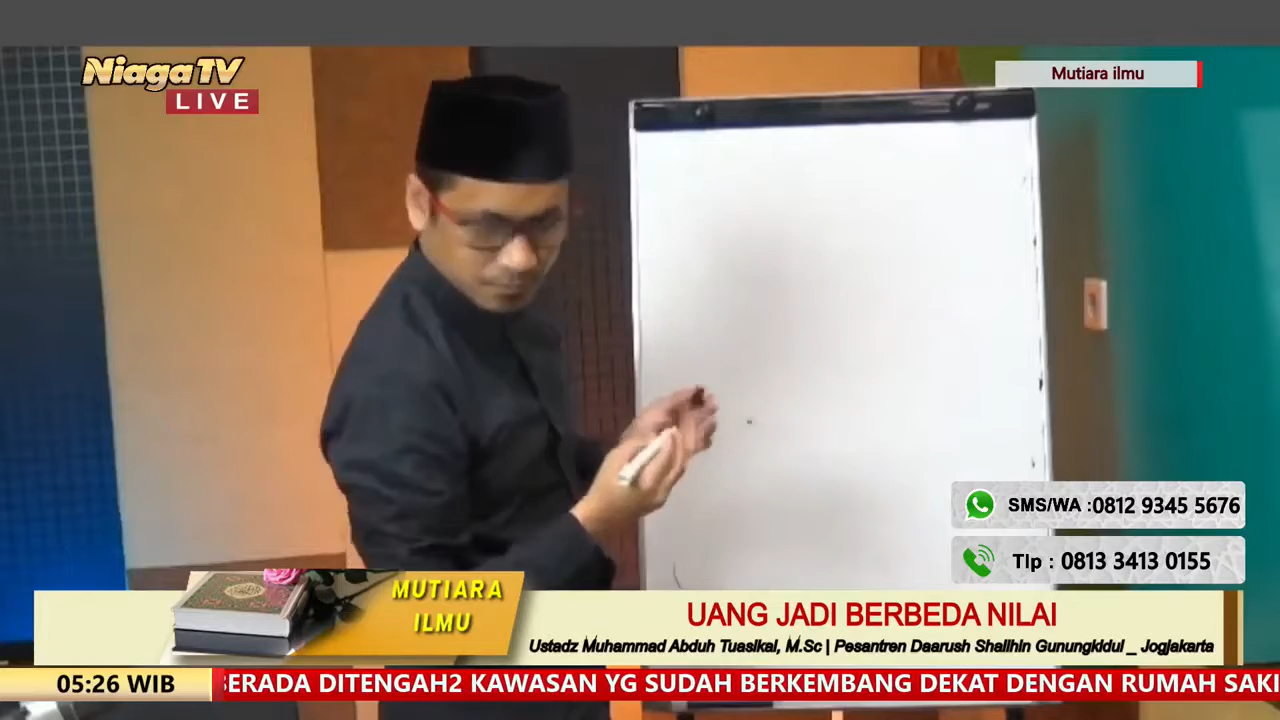 NiagaTV
LIVE
Mutiara ilmu
SMS/WA :0812 9345 5676
Tlp : 0813 3413 0155
MUTIARA
ILMU
UANG JADI BERBEDA NILAI
Ustadz Muhammad Abduh Tuasikal, M.Sc | Pesantren Daarush Shalihin Gunungkidul _ Jogjakarta
05:26 WIB
BERADA DITENGAH2 KAWASAN YG SUDAH BERKEMBANG DEKAT DENGAN RUMAH SAKI